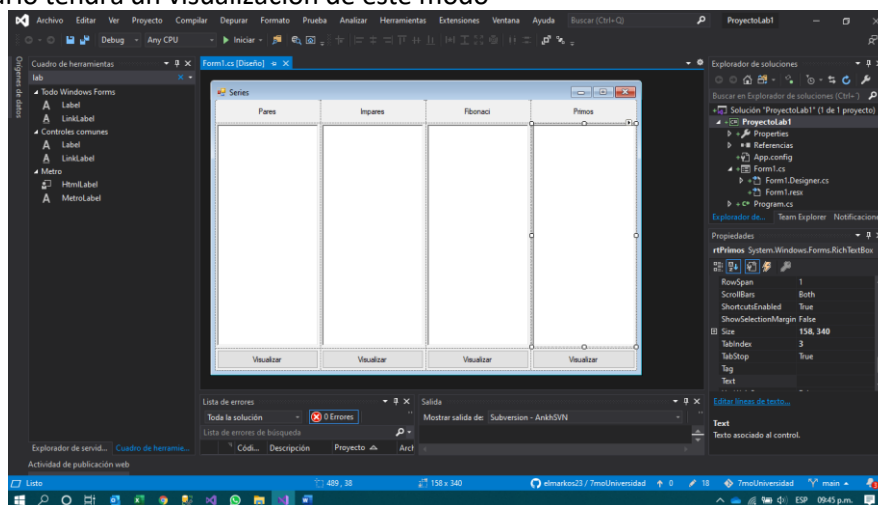 ario tendrá un visualización de este modo
Archivo Editar Ver Proyecto Compilar Depurar Formato Prueba Analizar Herramientas Extensiones Ventana Ayuda Buscar (Ctrl+Q) ProyectoLab1
Debug Any CPU Iniciar
Orígenes de datos
Cuadro de herramientas
lab
Todo Windows Forms
A Label
A LinkLabel
Controles comunes
A Label
A LinkLabel
Metro
HtmlLabel
A MetroLabel
Explorador de servid... Cuadro de herramie...
Form1.cs [Diseño]
Series
Pares Impares Fibonaci Primos
Visualizar Visualizar Visualizar Visualizar
Lista de errores
Toda la solución 0 Errores
Lista de errores de búsqueda
Códi... Descripción Proyecto Arcl
Salida
Mostrar salida de: Subversion - AnkhSVN
Explorador de soluciones
Buscar en Explorador de soluciones (Ctrl+')
Solución "ProyectoLab1" (1 de 1 proyecto)
ProyectoLab1
Properties
Referencias
App.config
Form1.cs
Form1.Designer.cs
Form1.resx
Program.cs
Explorador de... Team Explorer Notificacione
Propiedades
rtPrimos System.Windows.Forms.RichTextBox
RowSpan 1
ScrollBars Both
ShortcutsEnabled True
ShowSelectionMargin False
Size 158, 340
TabIndex 3
TabStop True
Tag
Text
Editar líneas de texto...
Text
Texto asociado al control.
Actividad de publicación web
Listo 489 , 38 158 x 340 elmarkos23 / 7moUniversidad 0 18 7moUniversidad main
ESP 09:45 p.m.